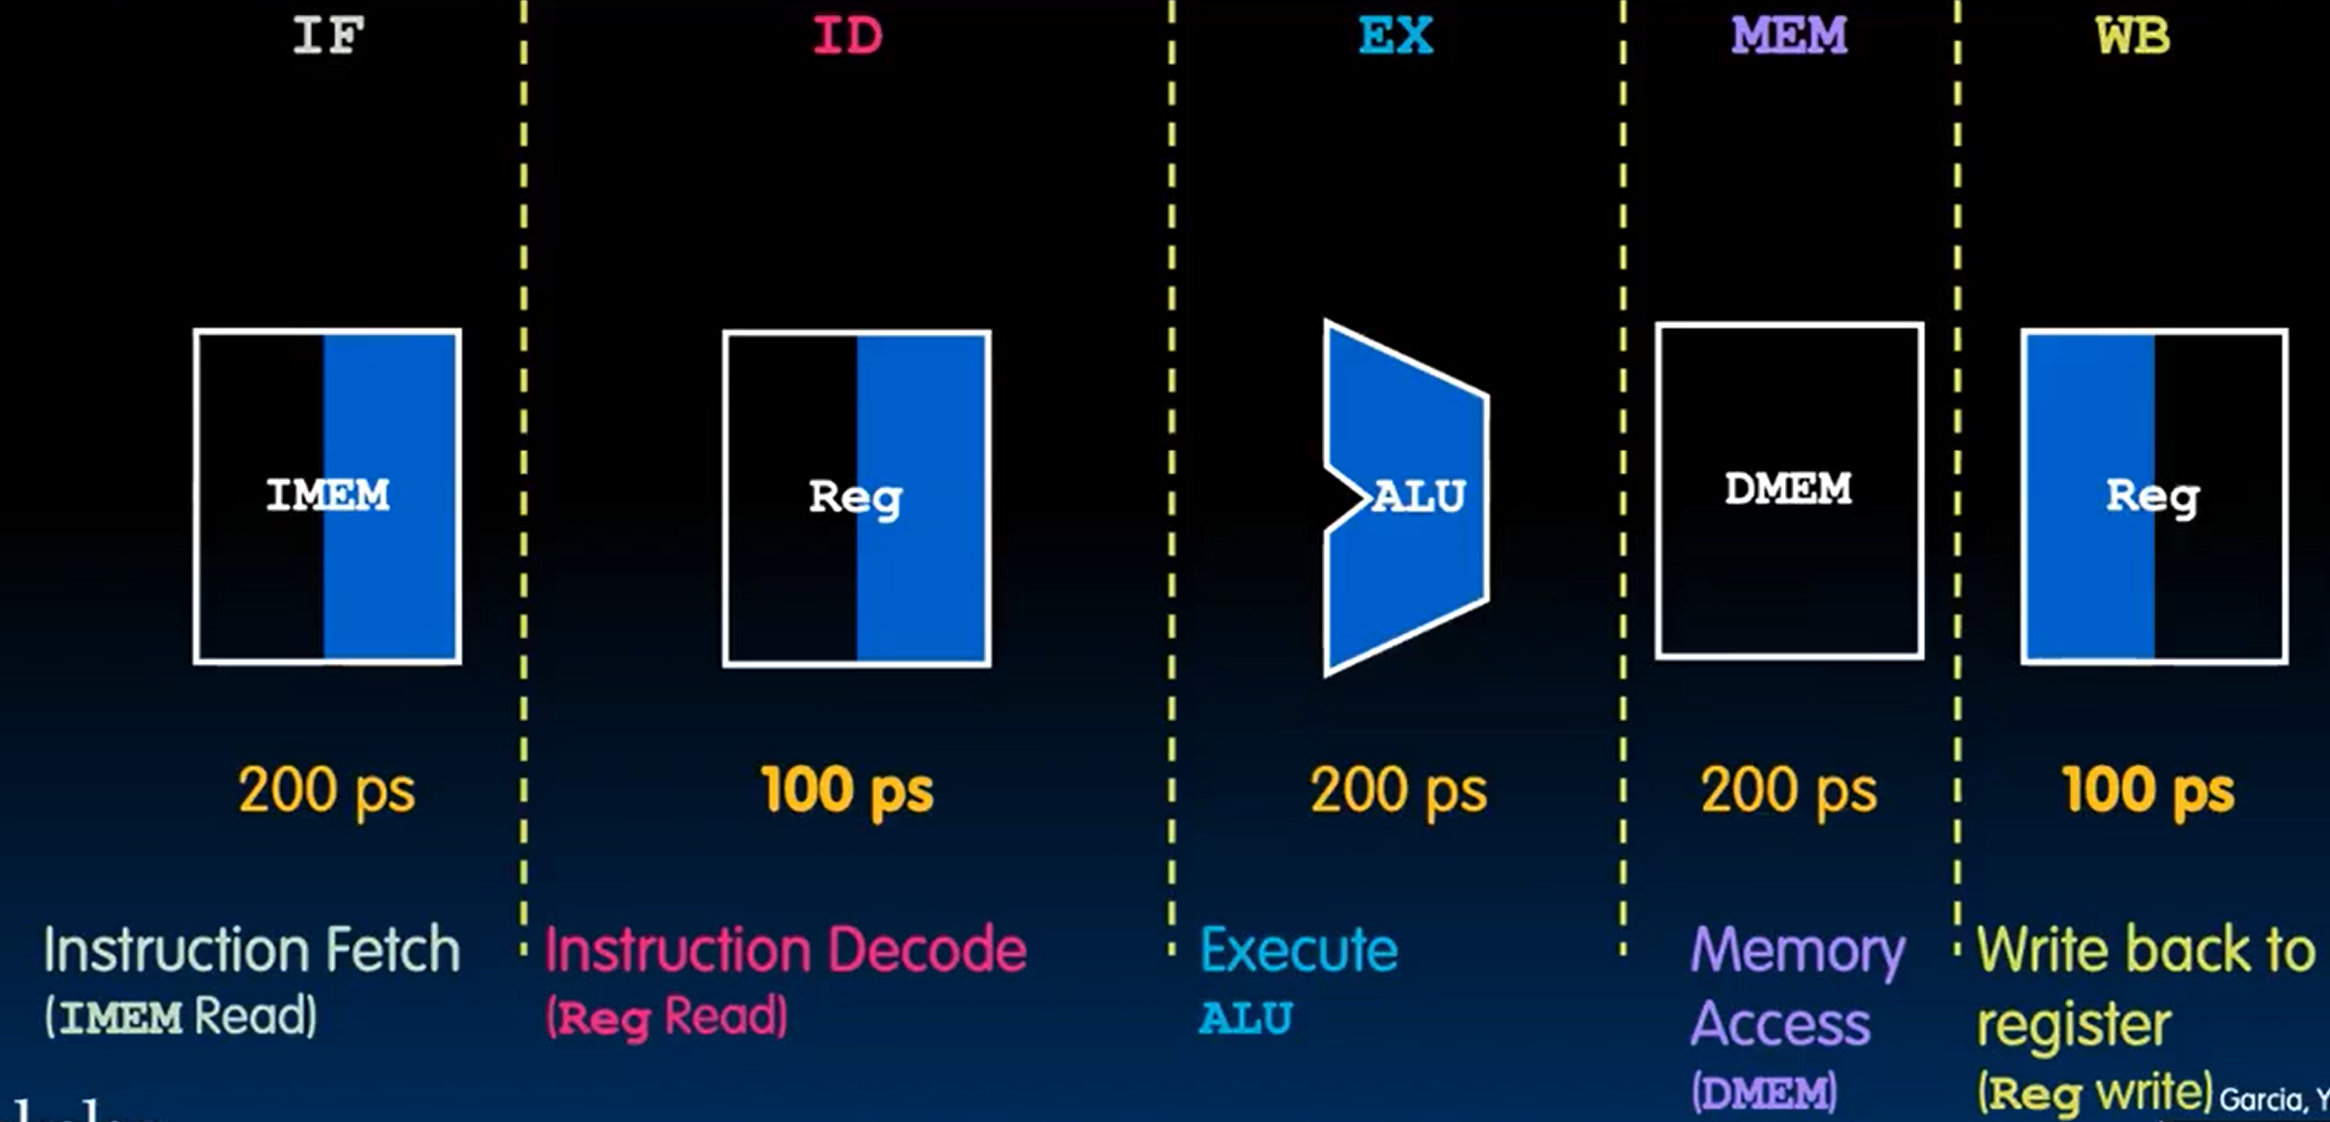 IF ID EX MEM WB
IMEM Reg ALU DMEM Reg
200 ps 100 ps 200 ps 200 ps 100 ps
Instruction Fetch
(IMEM Read)
Instruction Decode
(Reg Read)
Execute
ALU
Memory
Access
(DMEM)
Write back to
register
(Reg write)
Garcia,